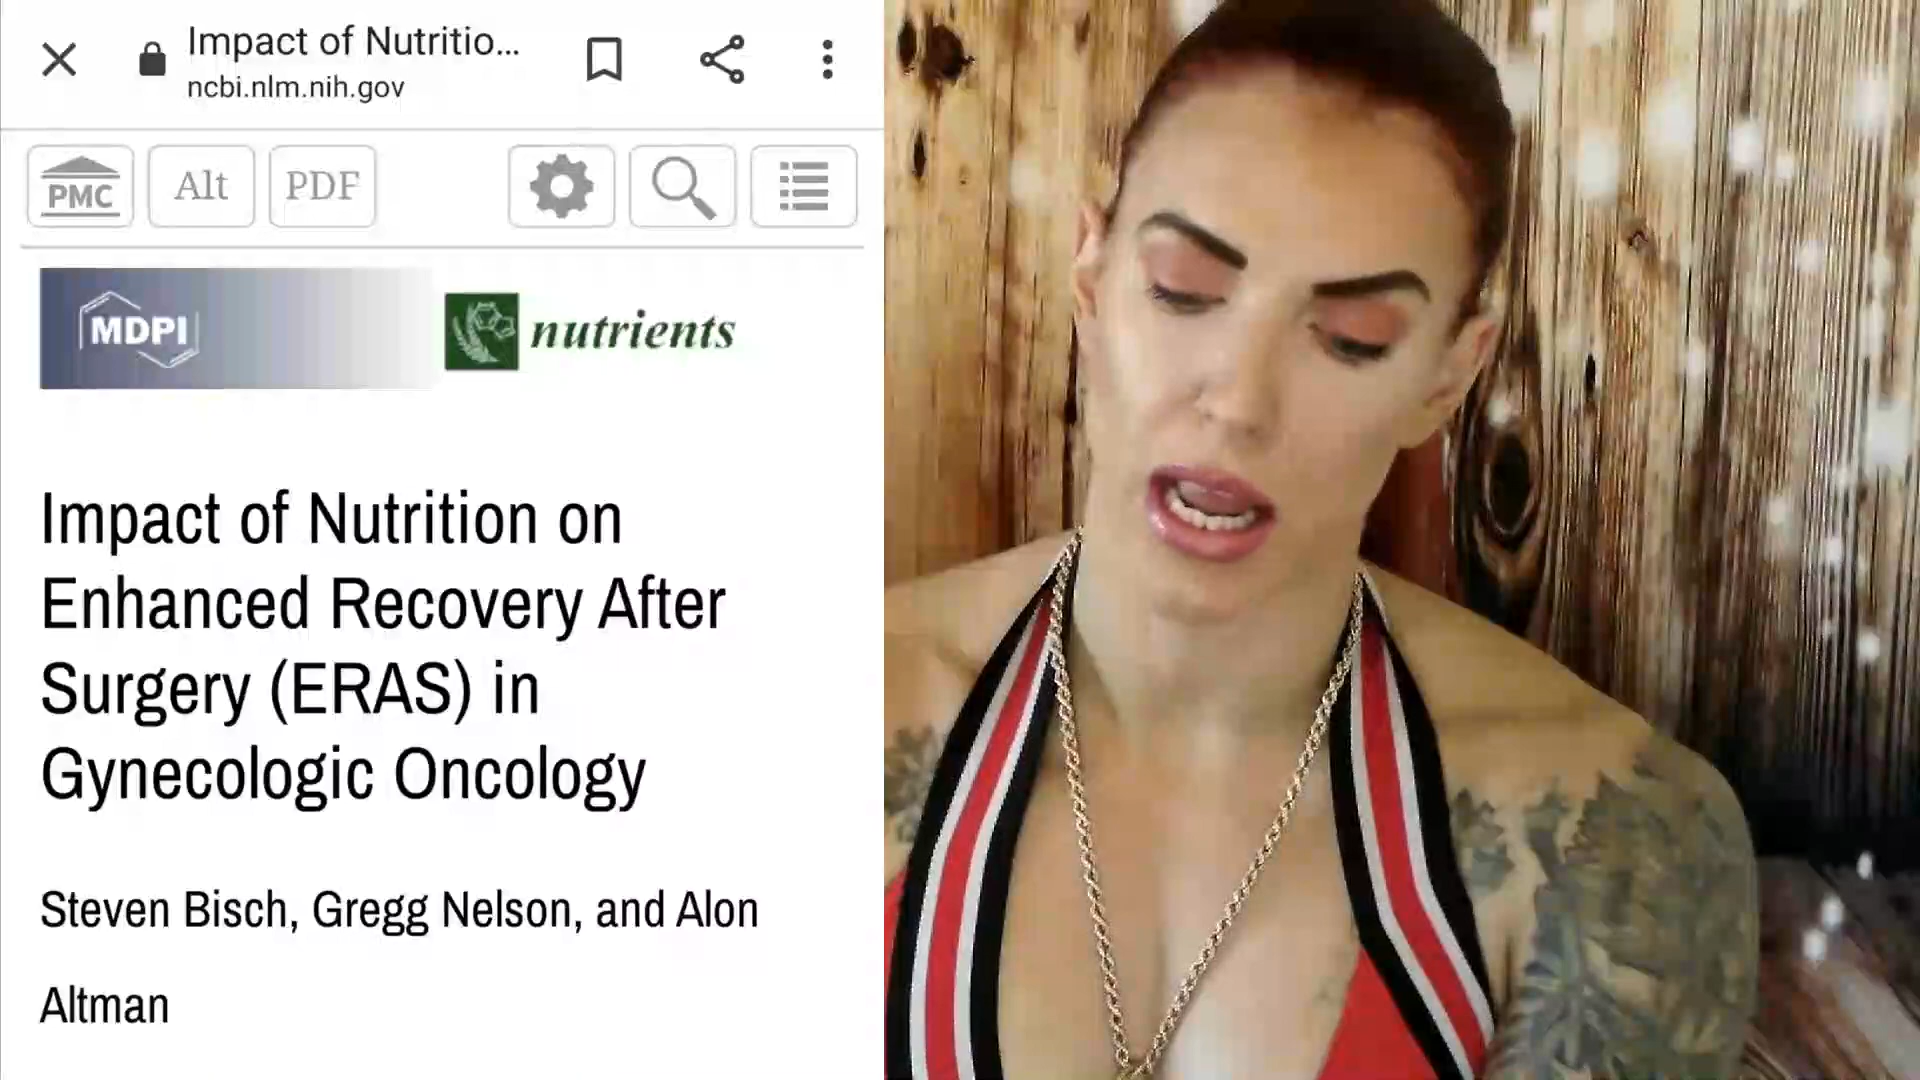 Impact of Nutritio...
ncbi.nlm.nih.gov
PMC Alt PDF
MDPI nutrients
Impact of Nutrition on
Enhanced Recovery After
Surgery (ERAS) in
Gynecologic Oncology
Steven Bisch, Gregg Nelson, and Alon
Altman